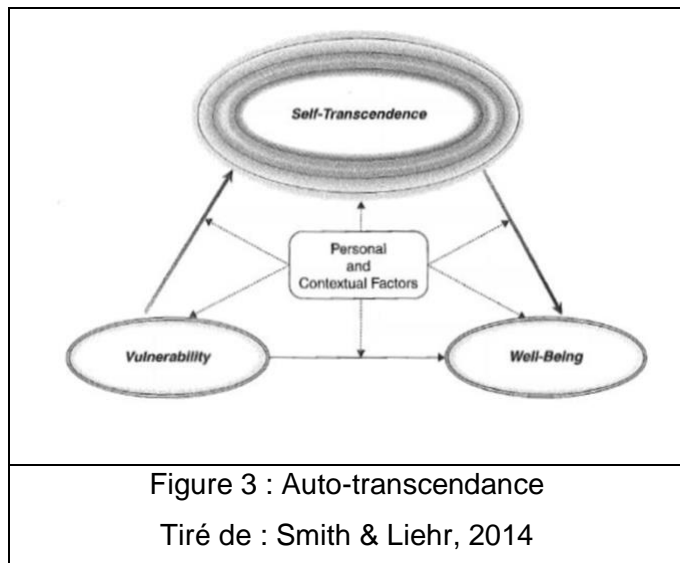 Self-Transcendence
Personal
and
Contextual Factors
Vulnerability
Well-Being
Figure 3 : Auto-transcendance
Tiré de : Smith & Liehr, 2014